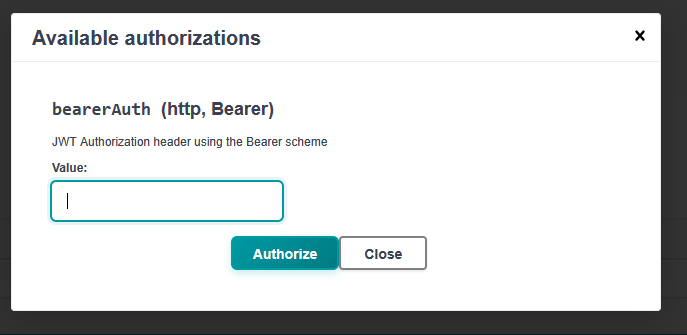 Available authorizations
x
bearerAuth (http, Bearer)
JWT Authorization header using the Bearer scheme
Value:
Authorize
Close